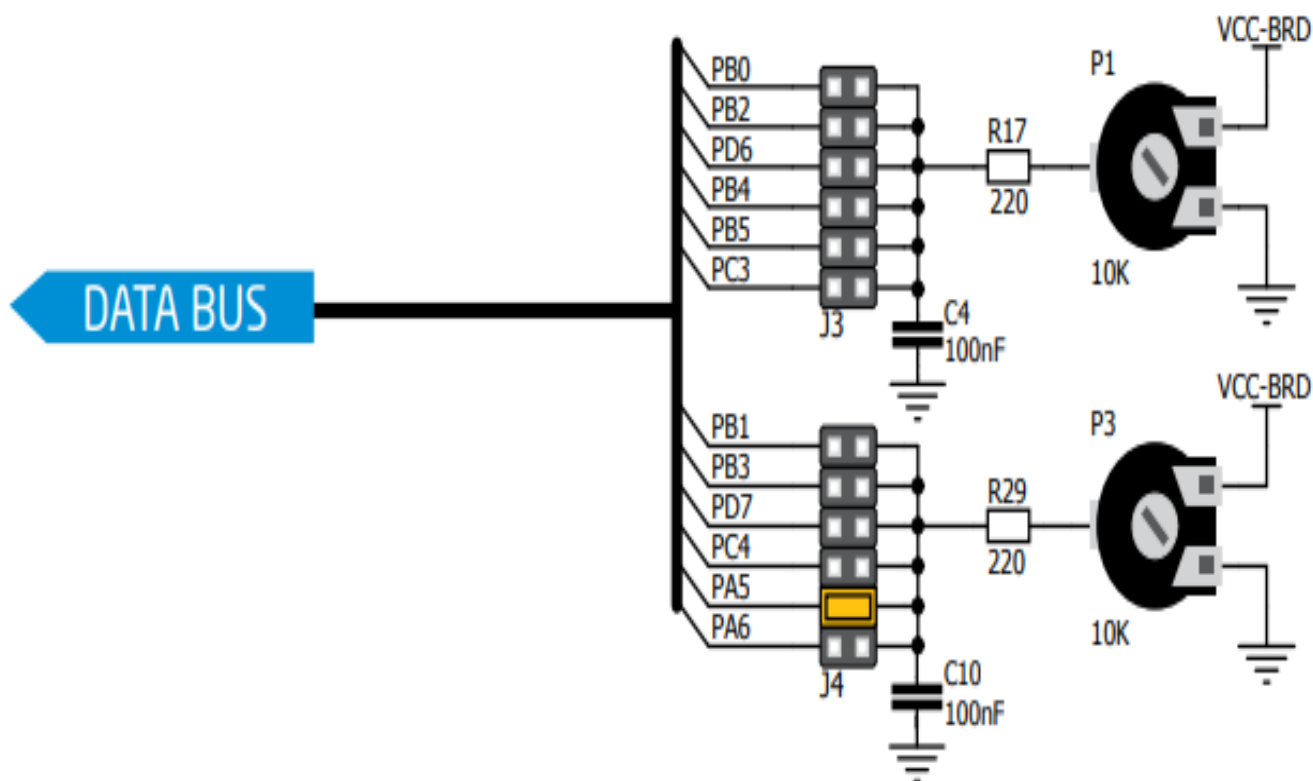 VCC-BRD
P1
PB0
PB2
PD6
PB4
PB5
PC3
R17
220
10K
J3
C4
100nF
DATA BUS
VCC-BRD
P3
PB1
PB3
PD7
PC4
PA5
PA6
R29
220
10K
J4
C10
100nF